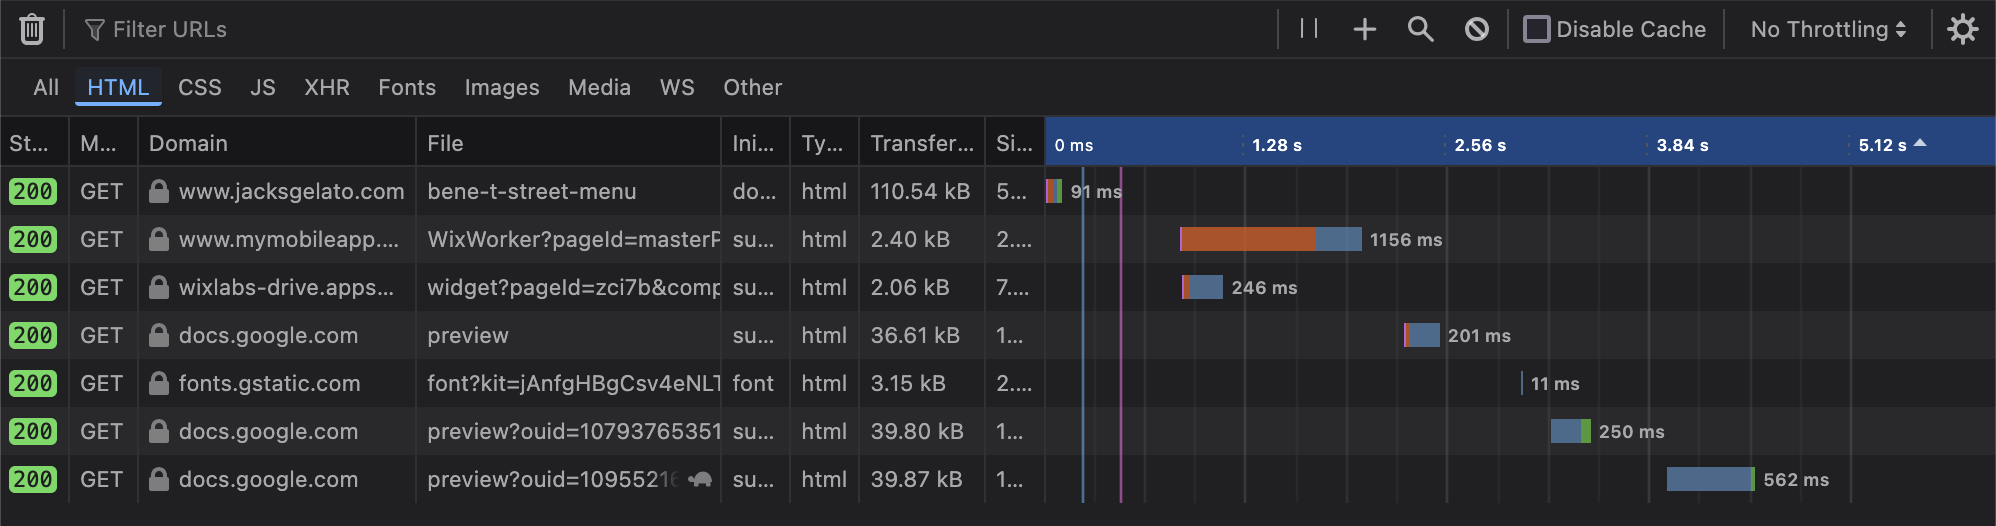 Filter URLs Disable Cache No Throttling
All HTML CSS JS XHR Fonts Images Media WS Other
St... M... Domain File Ini... Ty... Transfer... Si... 0 ms 1.28 s 2.56 s 3.84 s 5.12 s
200 GET www.jacksgelato.com bene-t-street-menu do... html 110.54 kB 5... 91 ms
200 GET www.mymobileapp.... WixWorker?pageId=masterP su... html 2.40 kB 2.... 1156 ms
200 GET wixlabs-drive.apps... widget?pageId=zci7b&comp su... html 2.06 kB 7.... 246 ms
200 GET docs.google.com preview su... html 36.61 kB 1... 201 ms
200 GET fonts.gstatic.com font?kit=jAnfgHBgCsv4eNLT font html 3.15 kB 2.... 11 ms
200 GET docs.google.com preview?ouid=10793765351 su... html 39.80 kB 1... 250 ms
200 GET docs.google.com preview?ouid=10955216 su... html 39.87 kB 1... 562 ms